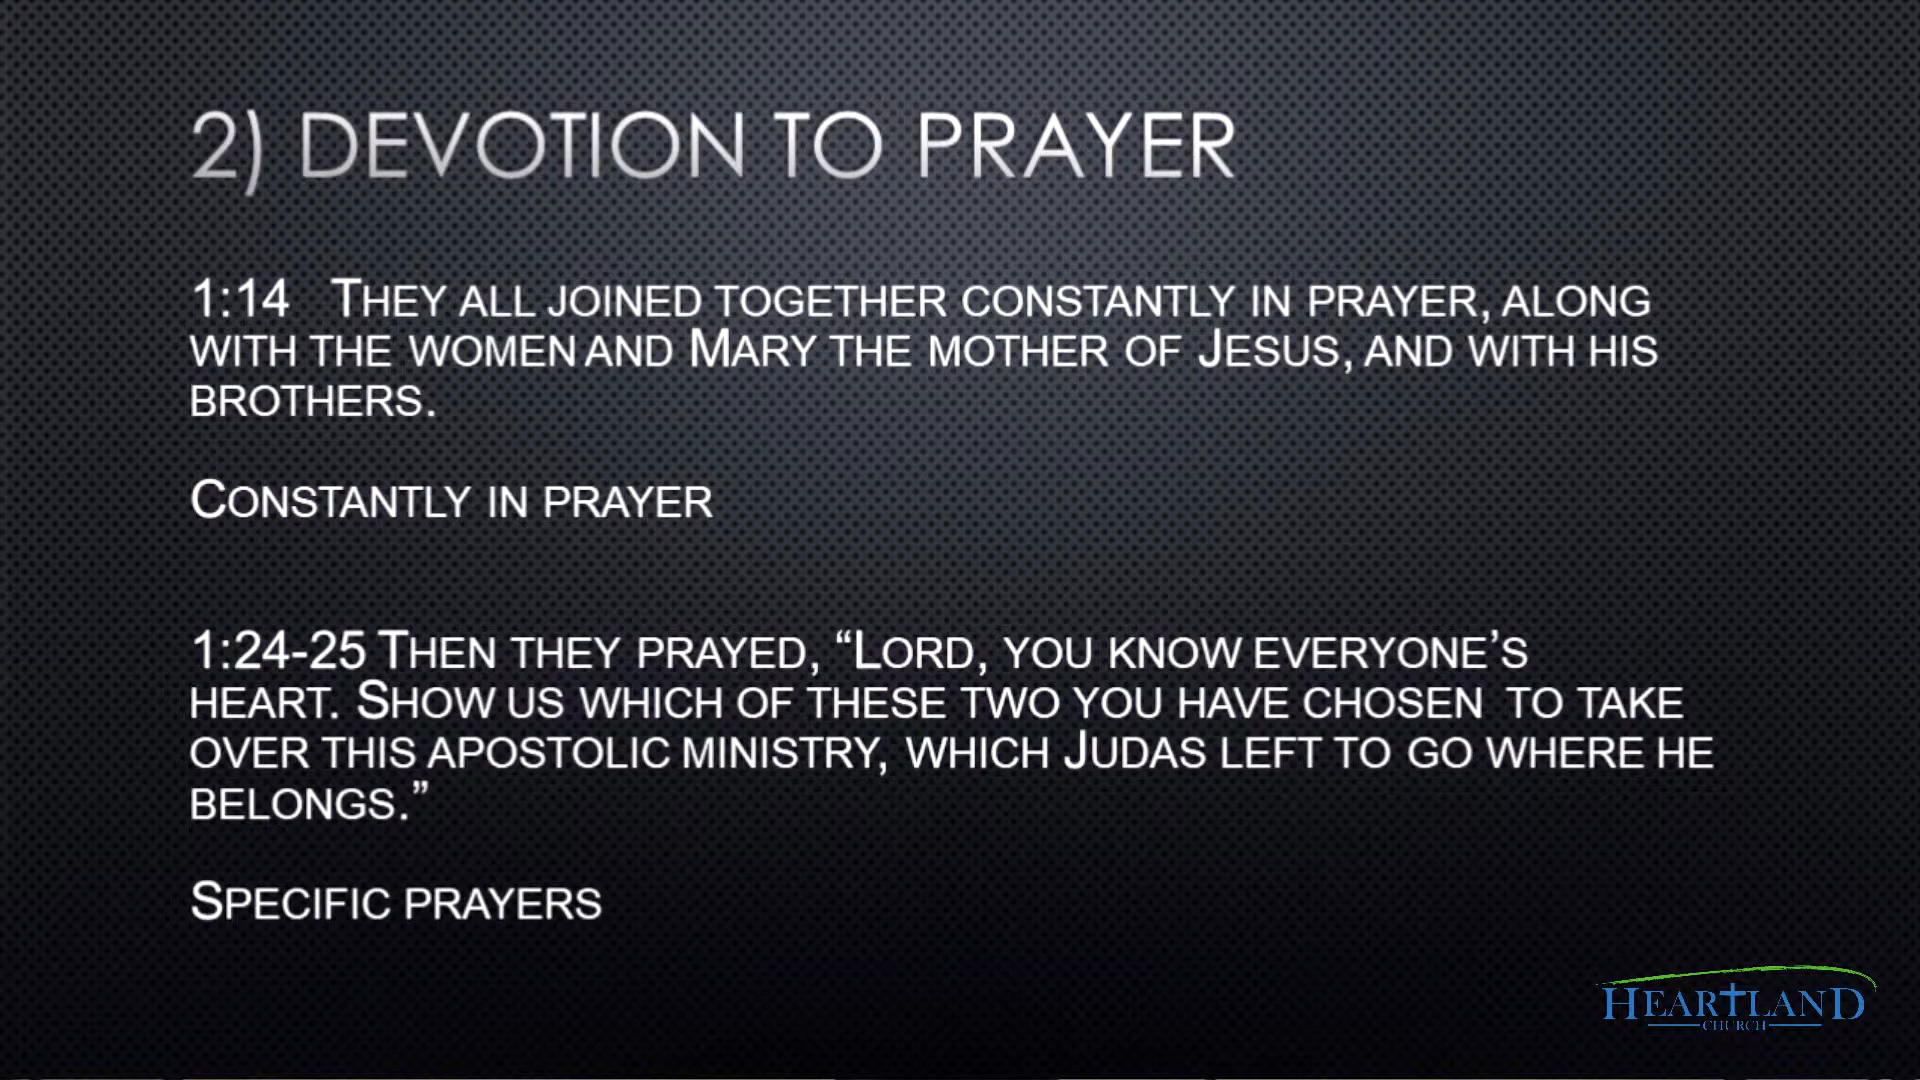 2) DEVOTION TO PRAYER
1:14 THEY ALL JOINED TOGETHER CONSTANTLY IN PRAYER, ALONG
WITH THE WOMEN AND MARY THE MOTHER OF JESUS, AND WITH HIS
BROTHERS.
CONSTANTLY IN PRAYER
1:24-25 THEN THEY PRAYED, “LORD, YOU KNOW EVERYONE’S
HEART. SHOW US WHICH OF THESE TWO YOU HAVE CHOSEN TO TAKE
OVER THIS APOSTOLIC MINISTRY, WHICH JUDAS LEFT TO GO WHERE HE
BELONGS.”
SPECIFIC PRAYERS
HEARTLAND
CHURCH